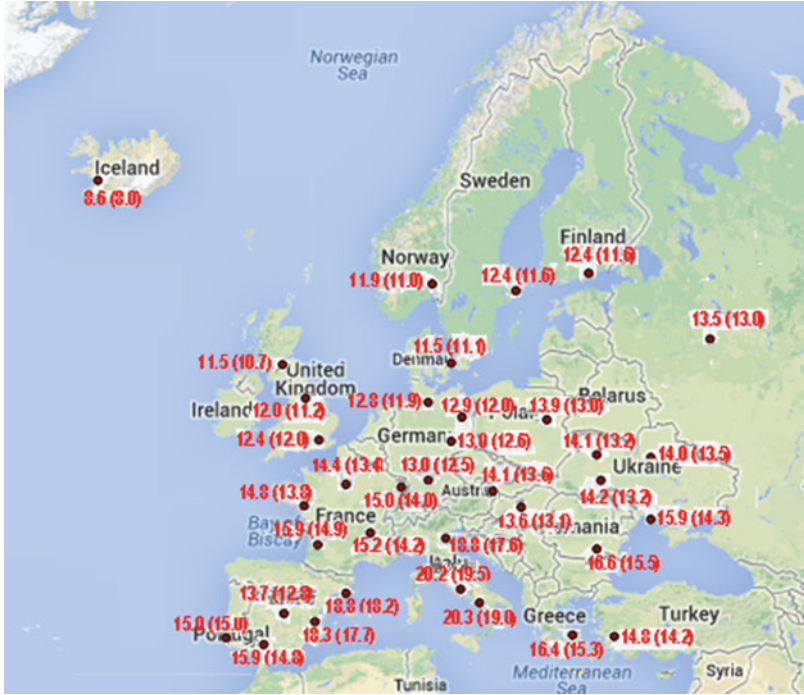 Norwegian
Sea
Iceland
8.6 (8.0)
Sweden
Finland
12.4 (11.6)
Norway
11.9 (11.0)
12.4 (11.6)
13.5 (13.0)
11.5 (11.1)
11.5 (10.7)
United
Kingdom
12.8 (11.9)
Belarus
Ireland
12.0 (11.2)
12.9 (12.0)
13.9 (13.0)
12.4 (12.0)
13.0 (12.6)
14.1 (13.2)
14.0 (13.5)
14.4 (13.4)
13.0 (12.5)
14.1 (13.6)
Ukraine
14.8 (13.8)
15.0 (14.0)
14.2 (13.2)
France
13.6 (13.1)
15.9 (14.3)
Biscay
15.9 (14.9)
15.2 (14.2)
18.8 (17.6)
16.6 (15.5)
20.2 (19.5)
13.7 (12.8)
18.8 (18.2)
20.3 (19.0)
Greece
Turkey
15.0 (15.0)
Portugal
18.3 (17.7)
14.8 (14.2)
15.9 (14.8)
16.4 (15.3)
Mediterranean
Sea
Syria
Tunisia